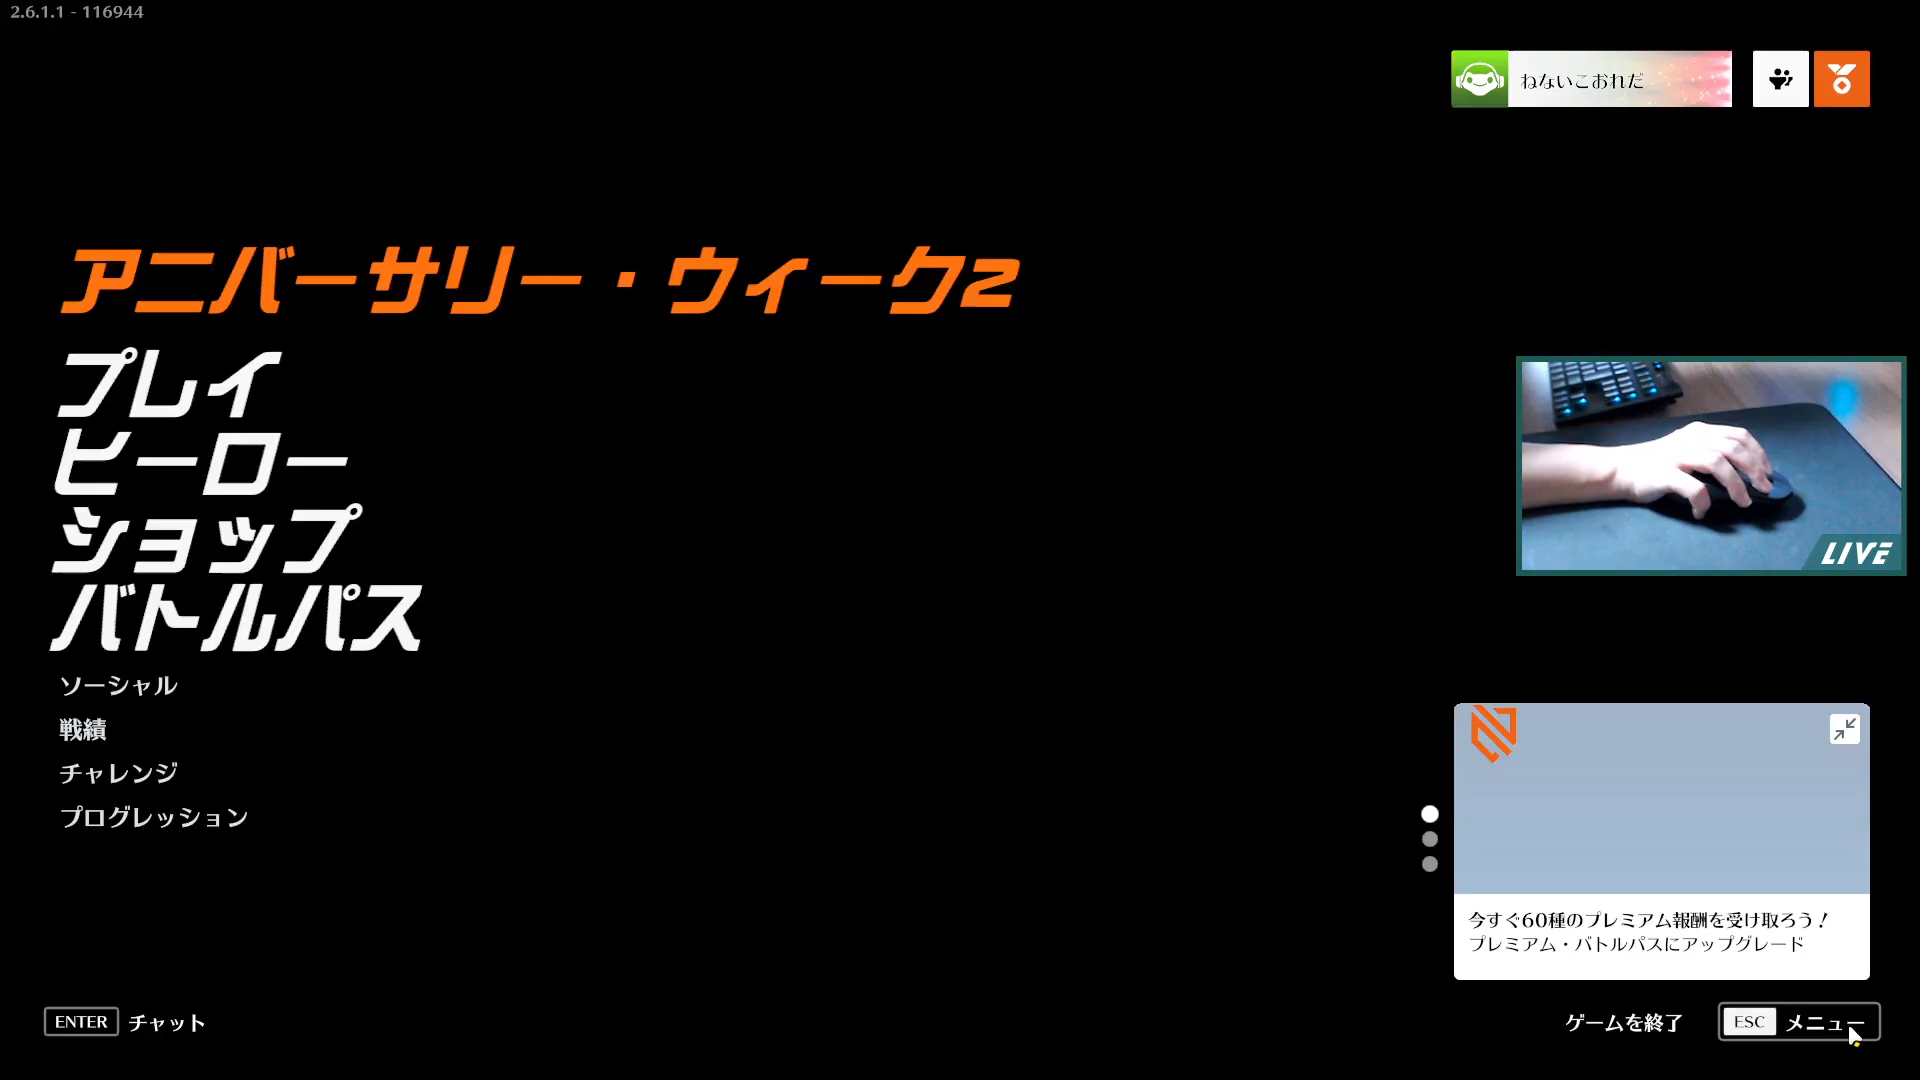 2.6.1.1 - 116944
ねないこおれだ
アニバーサリー・ウィーク2
プレイ
ヒーロー
ショップ
バトルパス
ソーシャル
戦績
チャレンジ
プログレッション
LIVE
今すぐ60種のプレミアム報酬を受け取ろう！
プレミアム・バトルパスにアップグレード
ENTER チャット
ゲームを終了
ESC メニュー